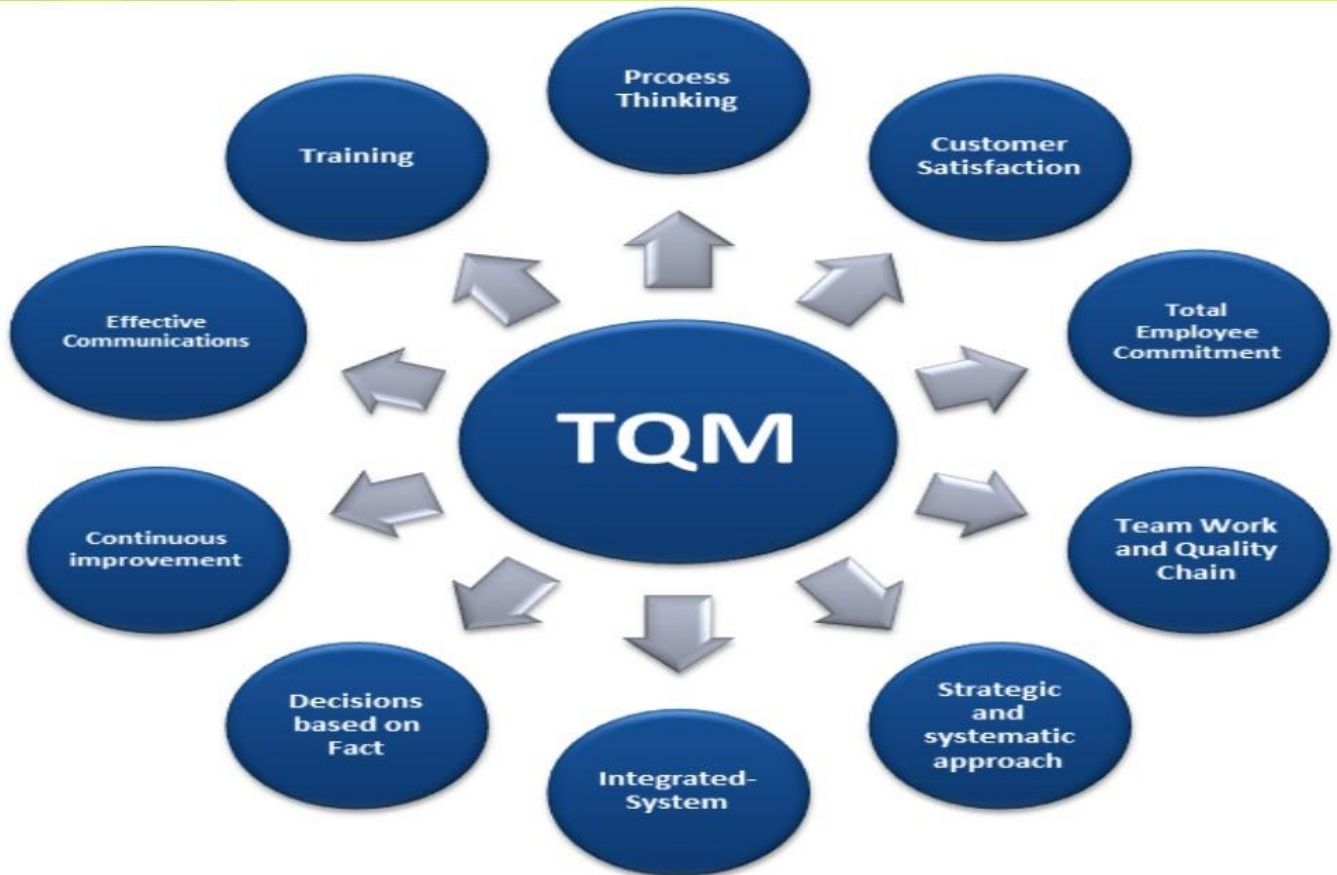 Prcoess
Thinking
Customer
Satisfaction
Total
Employee
Commitment
Team Work
and Quality
Chain
Strategic
and
systematic
approach
Integrated-
System
Decisions
based on
Fact
Continuous
improvement
Effective
Communications
Training
TQM